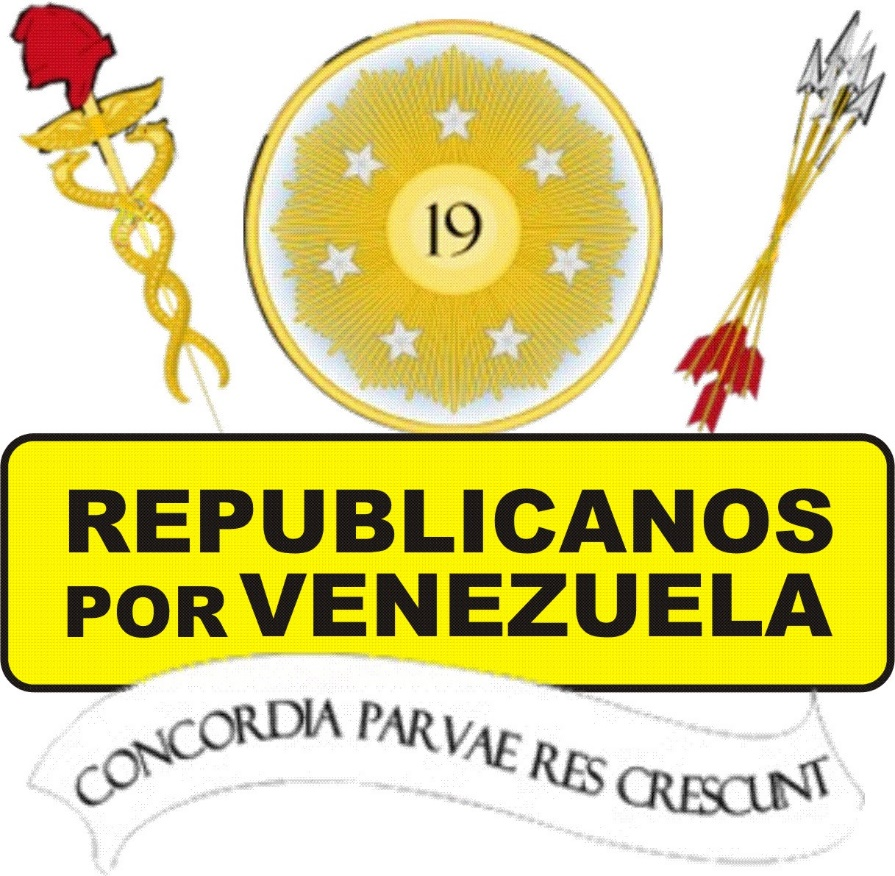 19
REPUBLICANOS
POR VENEZUELA
CONCORDIA PARVAE RES CRESCUNT